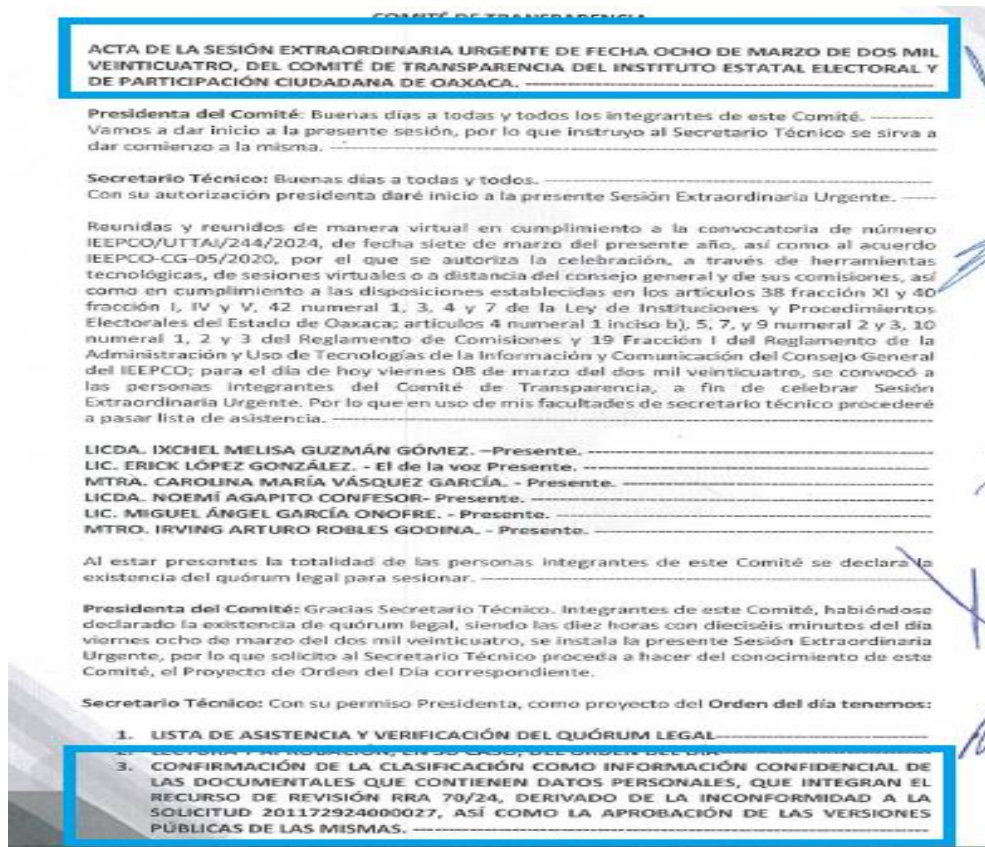 COMITÉ DE TRANSPARENCIA
ACTA DE LA SESIÓN EXTRAORDINARIA URGENTE DE FECHA OCHO DE MARZO DE DOS MIL
VEINTICUATRO, DEL COMITÉ DE TRANSPARENCIA DEL INSTITUTO ESTATAL ELECTORAL Y
DE PARTICIPACIÓN CIUDADANA DE OAXACA. ----------
Presidenta del Comité: Buenas días a todas y todos los integrantes de este Comité. --------
Vamos a dar inicio a la presente sesión, por lo que instruyo al Secretario Técnico se sirva a
dar comienzo a la misma. ----------
Secretario Técnico: Buenas días a todas y todos. ----------
Con su autorización presidenta daré inicio a la presente Sesión Extraordinaria Urgente. -----
Reunidas y reunidos de manera virtual en cumplimiento a la convocatoria de número
IEEPCO/UTTAI/244/2024, de fecha siete de marzo del presente año, así como al acuerdo
IEEPCO-CG-05/2020, por el que se autoriza la celebración, a través de herramientas
tecnológicas, de sesiones virtuales o a distancia del consejo general y de sus comisiones, así
como en cumplimiento a las disposiciones establecidas en los artículos 38 fracción XI y 40
fracción I, IV y V, 42 numeral 1, 3, 4 y 7 de la Ley de Instituciones y Procedimientos
Electorales del Estado de Oaxaca; artículos 4 numeral 1 inciso b), 5, 7, y 9 numeral 2 y 3, 10
numeral 1, 2 y 3 del Reglamento de Comisiones y 19 Fracción I del Reglamento de la
Administración y Uso de Tecnologías de la Información y Comunicación del Consejo General
del IEEPCO; para el día de hoy viernes 08 de marzo del dos mil veinticuatro, se convocó a
las personas integrantes del Comité de Transparencia, a fin de celebrar Sesión
Extraordinaria Urgente. Por lo que en uso de mis facultades de secretario técnico procederé
a pasar lista de asistencia. ----------
LICDA. IXCHEL MELISA GUZMÁN GÓMEZ. –Presente. ----------
LIC. ERICK LÓPEZ GONZÁLEZ. - El de la voz Presente. ----------
MTRA. CAROLINA MARÍA VÁSQUEZ GARCÍA. - Presente. ----------
LICDA. NOEMÍ AGAPITO CONFESOR- Presente. ----------
LIC. MIGUEL ÁNGEL GARCÍA ONOFRE. - Presente. ----------
MTRO. IRVING ARTURO ROBLES GODINA. - Presente. ----------
Al estar presentes la totalidad de las personas integrantes de este Comité se declara la
existencia del quórum legal para sesionar. ----------
Presidenta del Comité: Gracias Secretario Técnico. Integrantes de este Comité, habiéndose
declarado la existencia de quórum legal, siendo las diez horas con dieciséis minutos del día
viernes ocho de marzo del dos mil veinticuatro, se instala la presente Sesión Extraordinaria
Urgente, por lo que solicito al Secretario Técnico proceda a hacer del conocimiento de este
Comité, el Proyecto de Orden del Día correspondiente.
Secretario Técnico: Con su permiso Presidenta, como proyecto del Orden del día tenemos:
1. LISTA DE ASISTENCIA Y VERIFICACIÓN DEL QUÓRUM LEGAL----------
2. LECTURA Y APROBACIÓN, EN SU CASO, DEL ORDEN DEL DÍA ----------
3. CONFIRMACIÓN DE LA CLASIFICACIÓN COMO INFORMACIÓN CONFIDENCIAL DE
LAS DOCUMENTALES QUE CONTIENEN DATOS PERSONALES, QUE INTEGRAN EL
RECURSO DE REVISIÓN RRA 70/24, DERIVADO DE LA INCONFORMIDAD A LA
SOLICITUD 201172924000027, ASÍ COMO LA APROBACIÓN DE LAS VERSIONES
PÚBLICAS DE LAS MISMAS. ----------